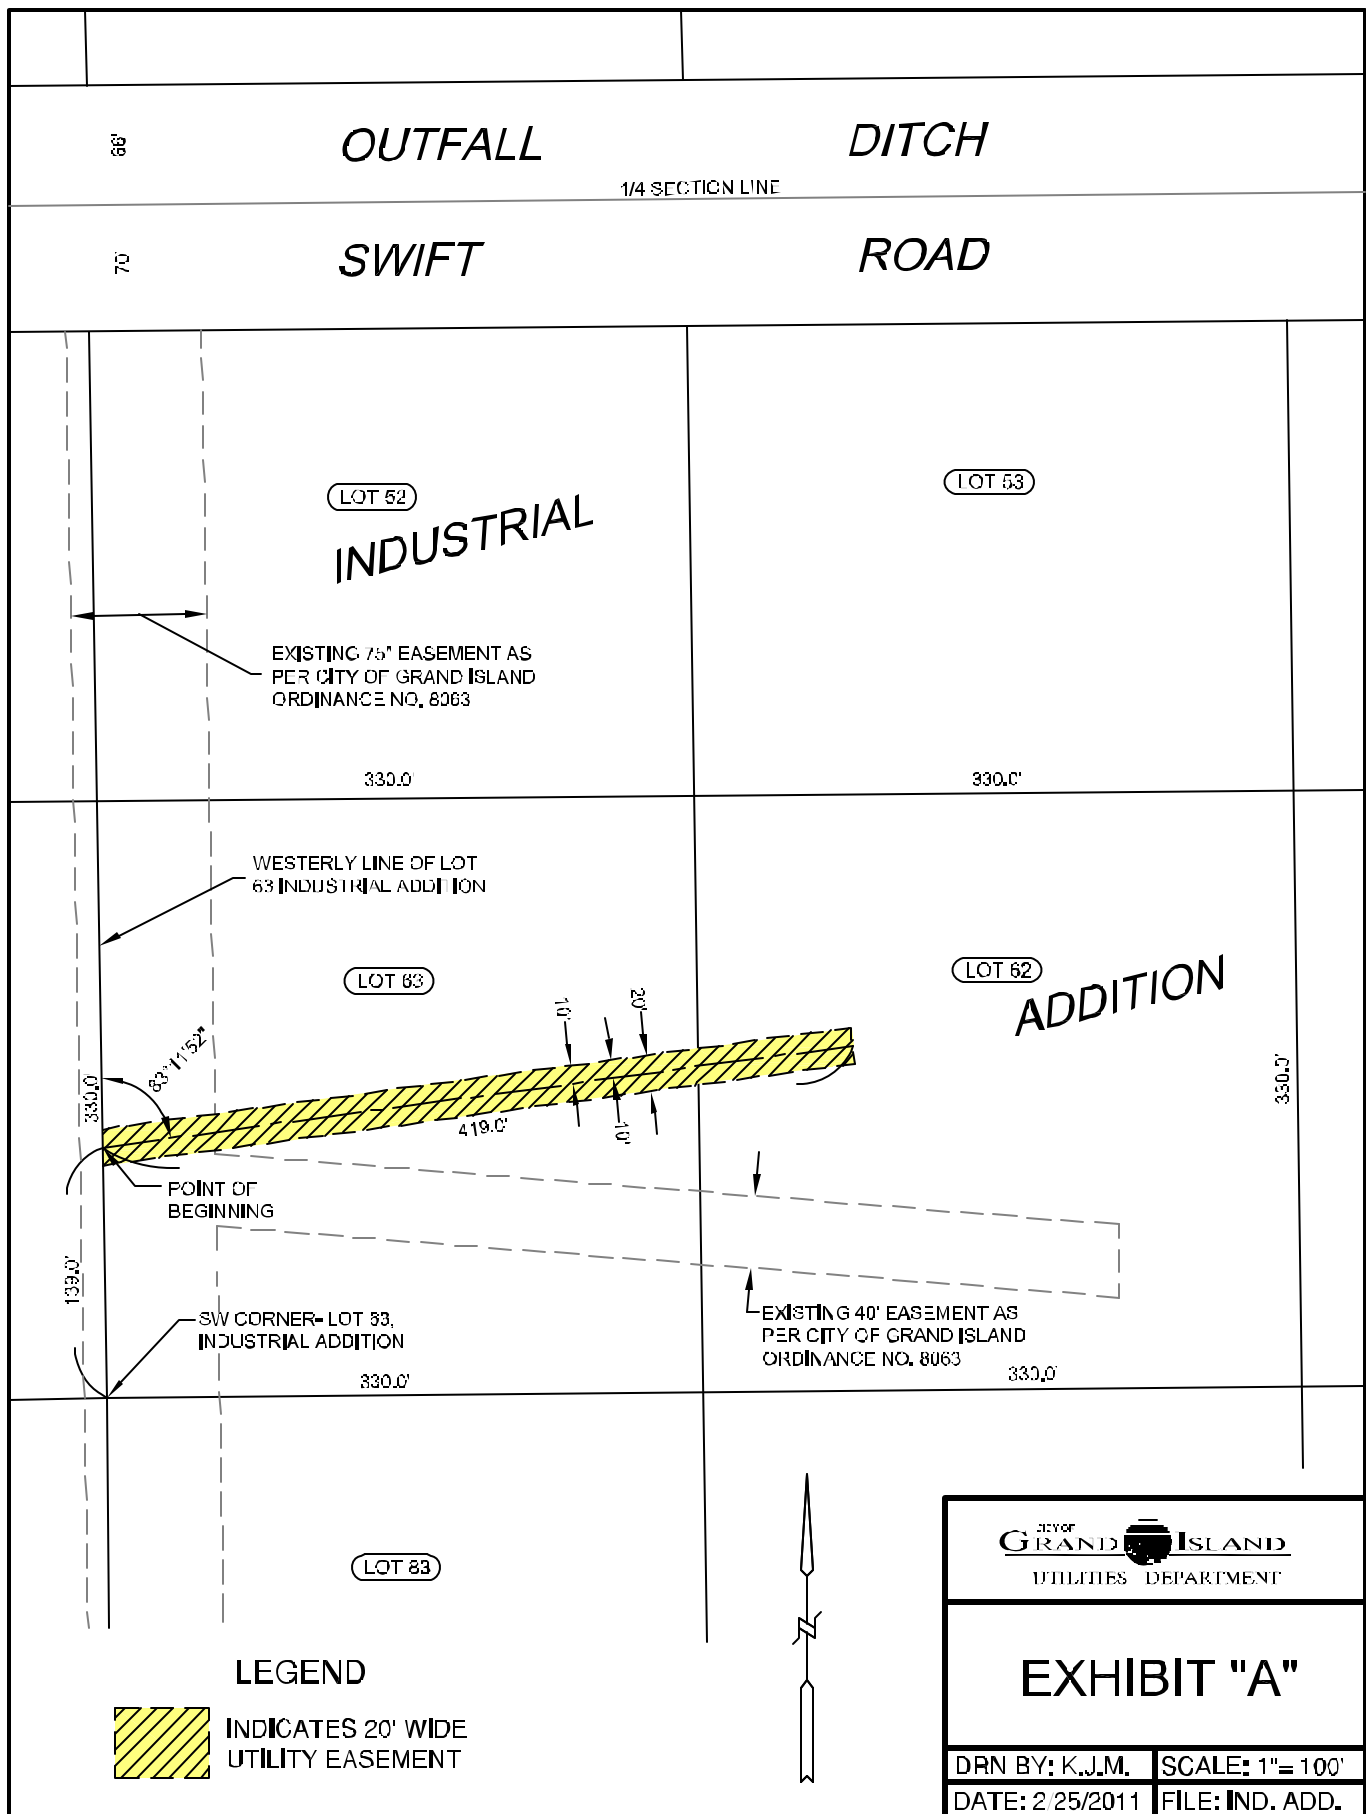 66'
OUTFALL DITCH
1/4 SECTION LINE
70'
SWIFT ROAD
LOT 52
LOT 53
INDUSTRIAL
EXISTING 75" EASEMENT AS
PER CITY OF GRAND ISLAND
ORDINANCE NO. 8063
330.0'
330.0'
WESTERLY LINE OF LOT
63 INDUSTRIAL ADDITION
LOT 63
LOT 62
ADDITION
10'
20'
83°11'52"
330.0'
330.0'
419.0'
10'
POINT OF
BEGINNING
139.0'
SW CORNER- LOT 63,
INDUSTRIAL ADDITION
EXISTING 40' EASEMENT AS
PER CITY OF GRAND ISLAND
ORDINANCE NO. 8063
330.0'
330.0'
LOT 83
N
CITY OF
GRAND ISLAND
UTILITIES DEPARTMENT
LEGEND
INDICATES 20' WIDE
UTILITY EASEMENT
EXHIBIT "A"
DRN BY: K.J.M.
SCALE: 1"= 100'
DATE: 2/25/2011
FILE: IND. ADD.